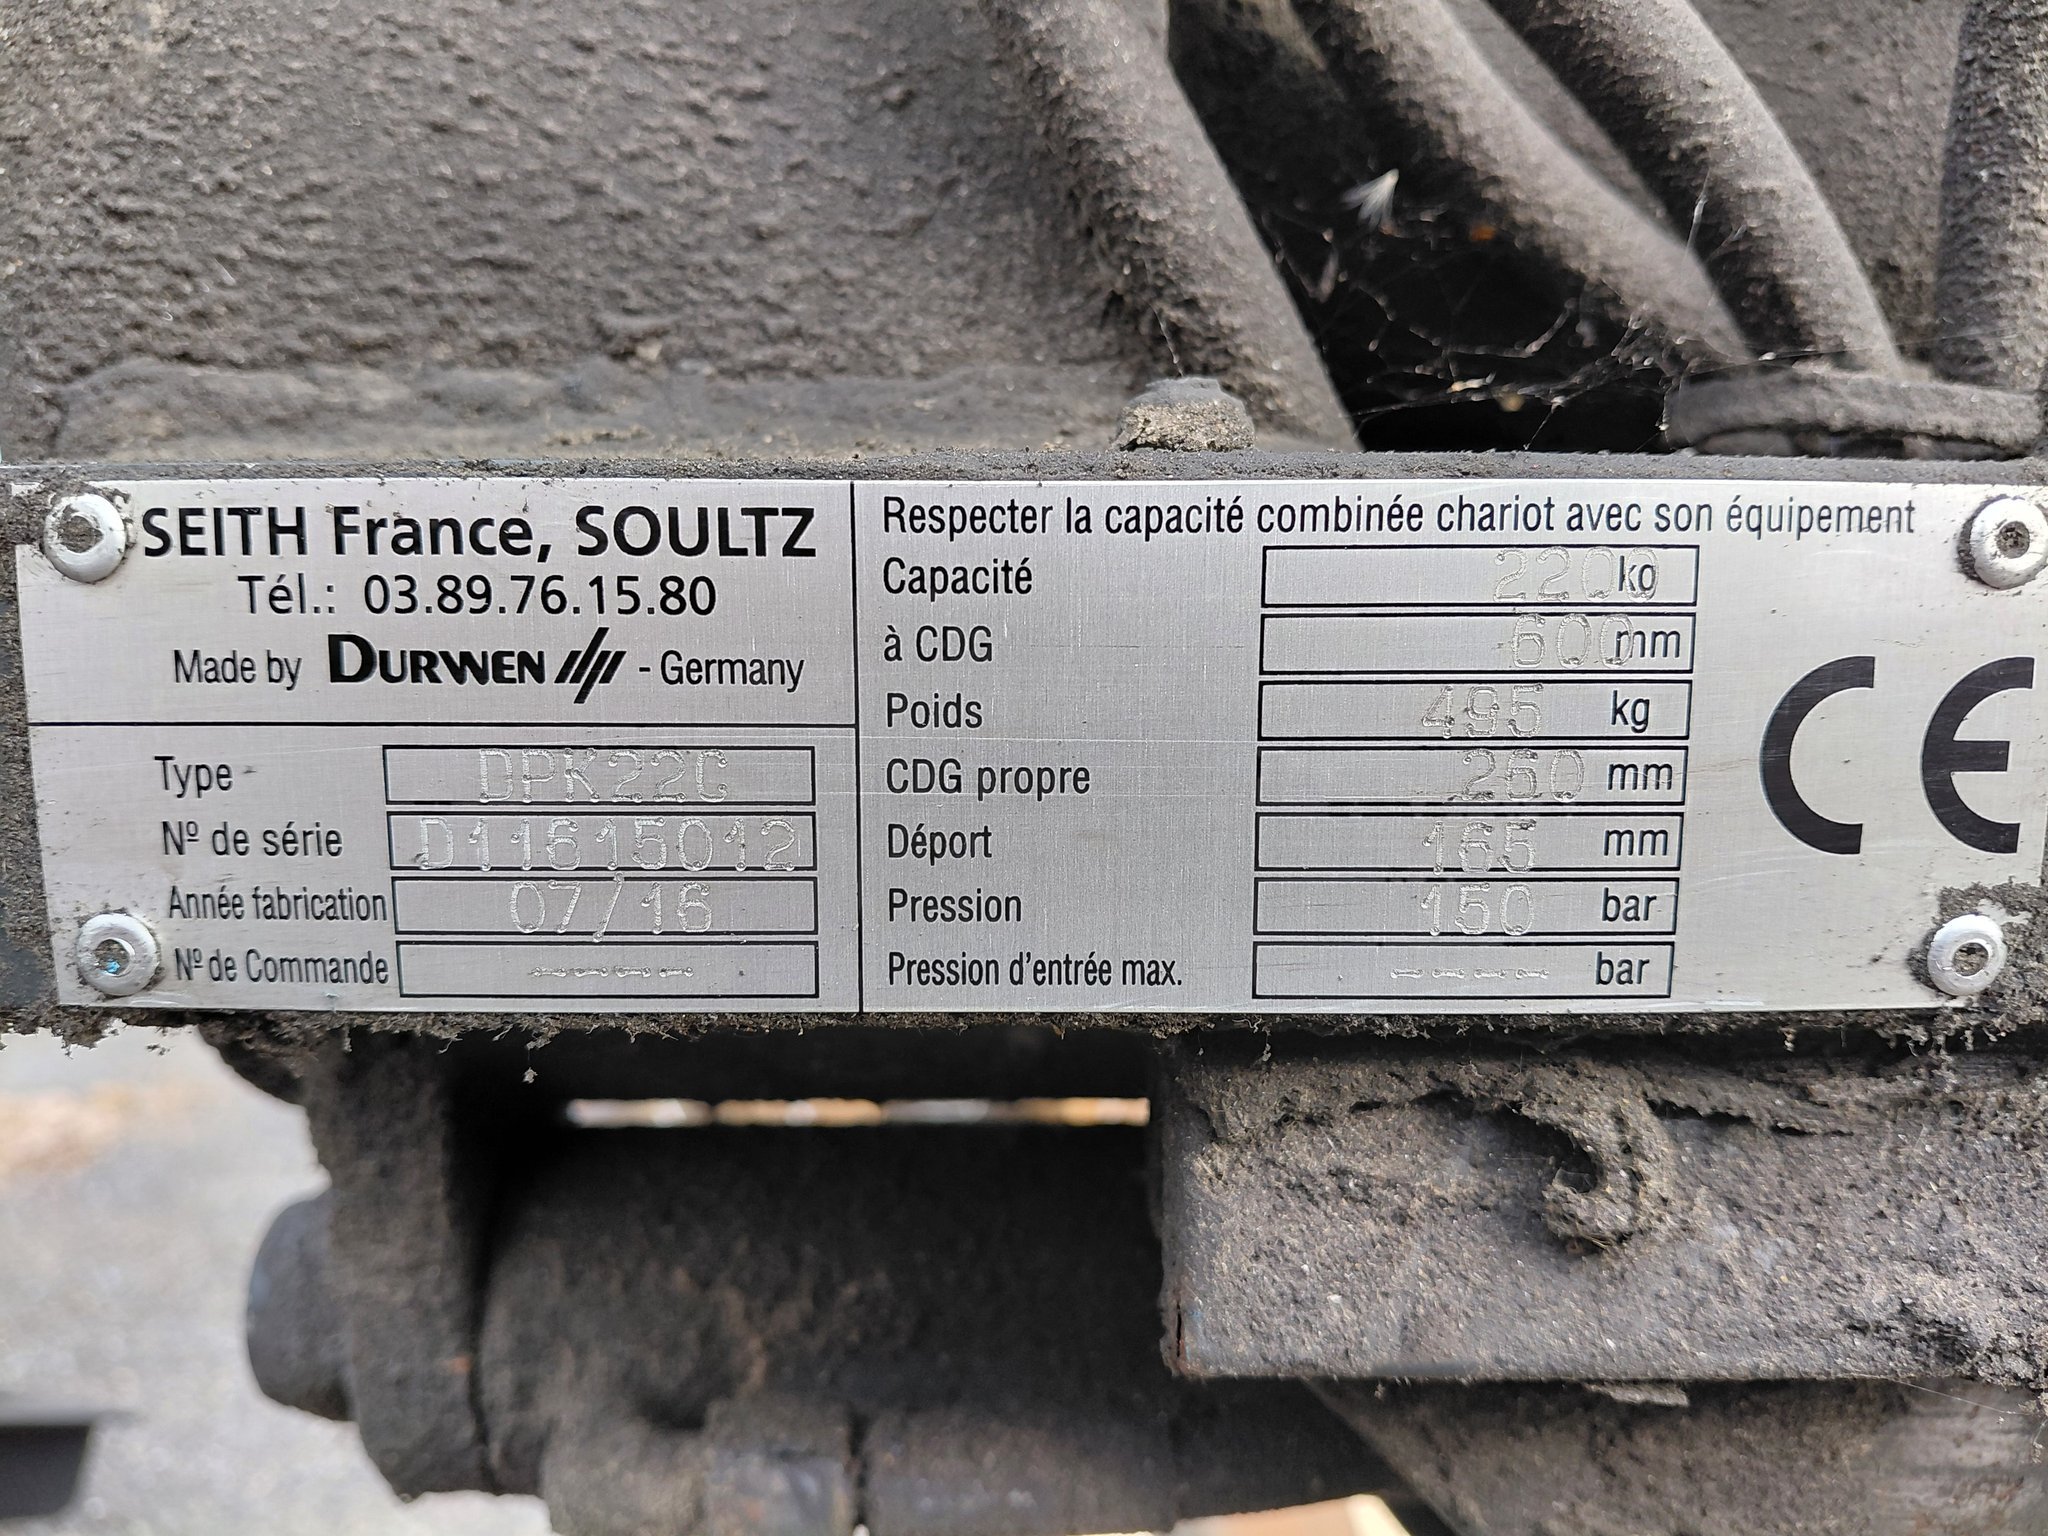 SEITH France, SOULTZ
Tél.: 03.89.76.15.80
Made by DURWEN - Germany
Type DPK22C
Nº de série D11615012
Année fabrication 07/16
Nº de Commande ----
Respecter la capacité combinée chariot avec son équipement
Capacité 2200 kg
à CDG 600 mm
Poids 495 kg
CDG propre 260 mm
Déport 165 mm
Pression 150 bar
Pression d'entrée max. ---- bar
CE